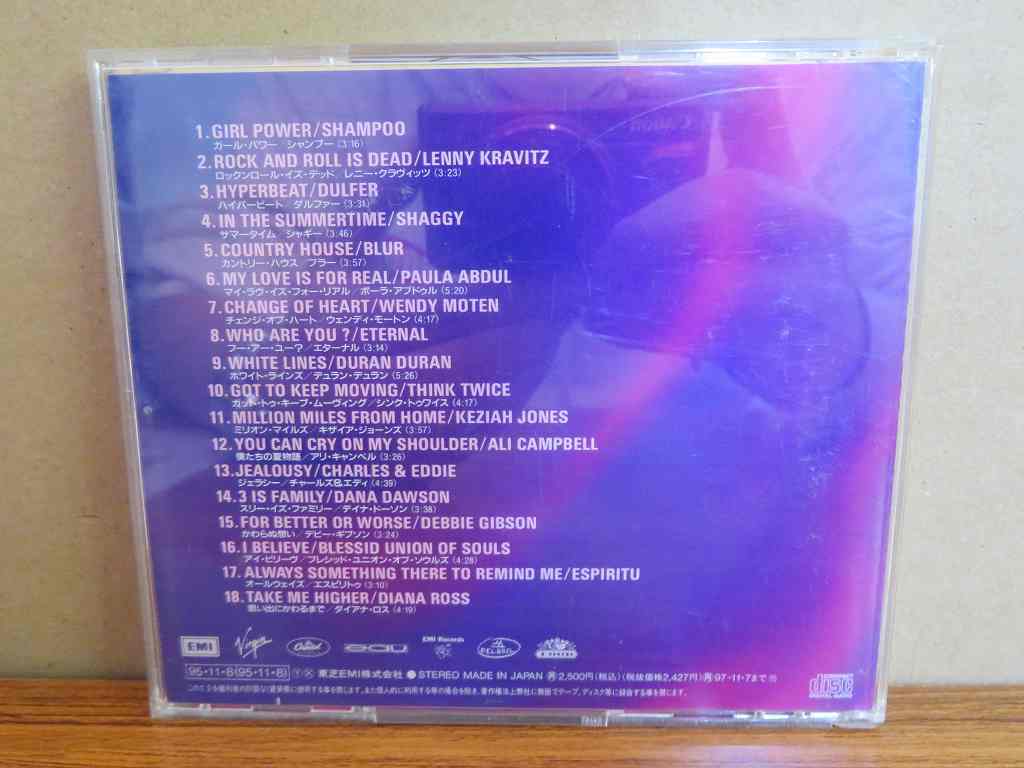 1.GIRL POWER/SHAMPOO
ガール・パワー/シャンプー(3:16)
2.ROCK AND ROLL IS DEAD/LENNY KRAVITZ
ロックンロール・イズ・デッド/レニー・クラヴィッツ(3:23)
3.HYPERBEAT/DULFER
ハイパービート/ダルファー(3:31)
4.IN THE SUMMERTIME/SHAGGY
サマータイム/シャギー(3:46)
5.COUNTRY HOUSE/BLUR
カントリー・ハウス/ブラー(3:57)
6.MY LOVE IS FOR REAL/PAULA ABDUL
マイ・ラヴ・イズ・フォー・リアル/ポーラ・アブドゥル(5:20)
7.CHANGE OF HEART/WENDY MOTEN
チェンジ・オブ・ハート/ウェンディ・モートン(4:17)
8.WHO ARE YOU ?/ETERNAL
フー・アー・ユー?/エターナル(3:14)
9.WHITE LINES/DURAN DURAN
ホワイト・ラインズ/デュラン・デュラン(5:26)
10.GOT TO KEEP MOVING/THINK TWICE
ガット・トゥ・キープ・ムーヴィング/シンク・トゥワイス(4:17)
11.MILLION MILES FROM HOME/KEZIAH JONES
ミリオン・マイルズ/キザイア・ジョーンズ(3:57)
12.YOU CAN CRY ON MY SHOULDER/ALI CAMPBELL
僕たちの夏物語/アリ・キャンベル(3:26)
13.JEALOUSY/CHARLES & EDDIE
ジェラシー/チャールズ&エディ(4:39)
14.3 IS FAMILY/DANA DAWSON
スリー・イズ・ファミリー/デイナ・ドーソン(3:38)
15.FOR BETTER OR WORSE/DEBBIE GIBSON
かわらぬ想い/デビー・ギブソン(3:24)
16.I BELIEVE/BLESSID UNION OF SOULS
アイ・ビリーヴ/ブレシッド・ユニオン・オブ・ソウルズ(4:28)
17.ALWAYS SOMETHING THERE TO REMIND ME/ESPIRITU
オールウェイズ/エスピリトゥ(3:10)
18.TAKE ME HIGHER/DIANA ROSS
思い出にかわるまで/ダイアナ・ロス(4:19)
EMI Virgin Capitol EMI Records
95・11・8(95・11・8) 東芝EMI株式会社 ●STEREO MADE IN JAPAN 2,500円(税込)(税抜価格2,427円) 97・11・7まで
disc